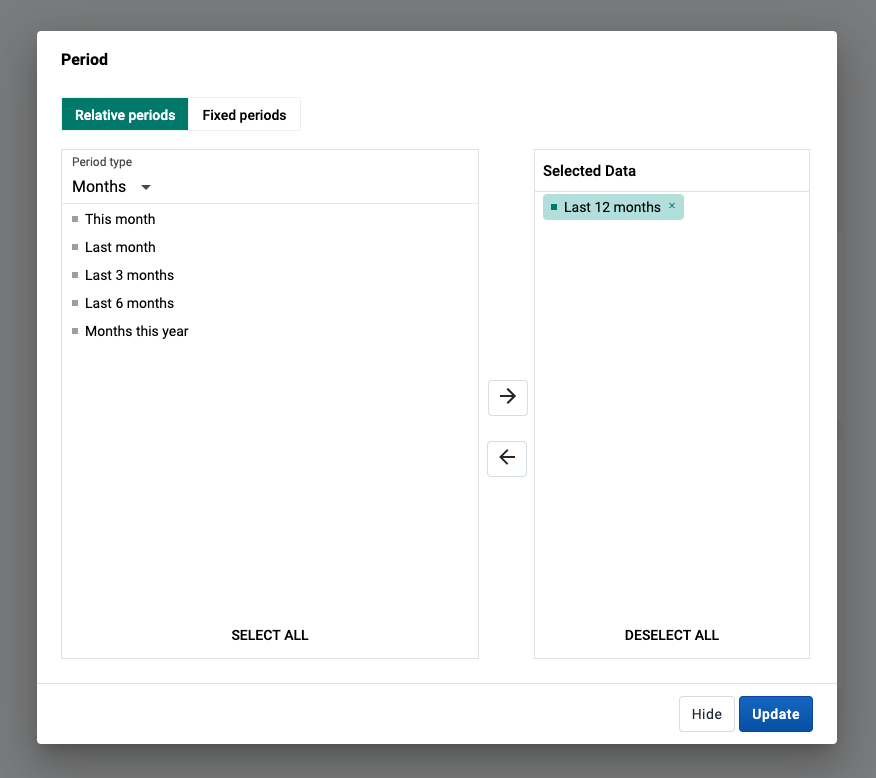 Period
Relative periods
Fixed periods
Period type
Months
This month
Last month
Last 3 months
Last 6 months
Months this year
SELECT ALL
Selected Data
Last 12 months ×
DESELECT ALL
Hide
Update